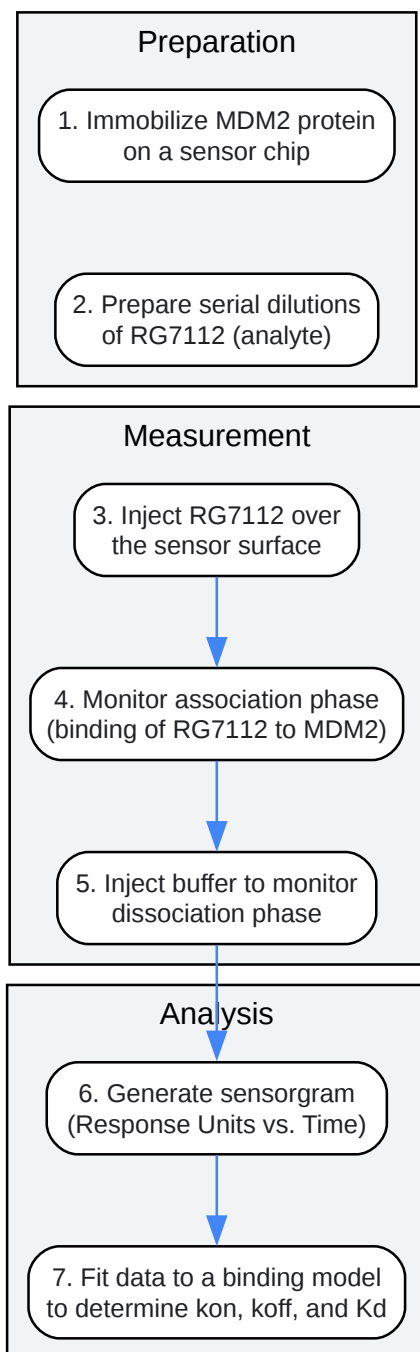 Preparation
1. Immobilize MDM2 protein
on a sensor chip
2. Prepare serial dilutions
of RG7112 (analyte)
Measurement
3. Inject RG7112 over
the sensor surface
4. Monitor association phase
(binding of RG7112 to MDM2)
5. Inject buffer to monitor
dissociation phase
Analysis
6. Generate sensorgram
(Response Units vs. Time)
7. Fit data to a binding model
to determine kon, koff, and Kd